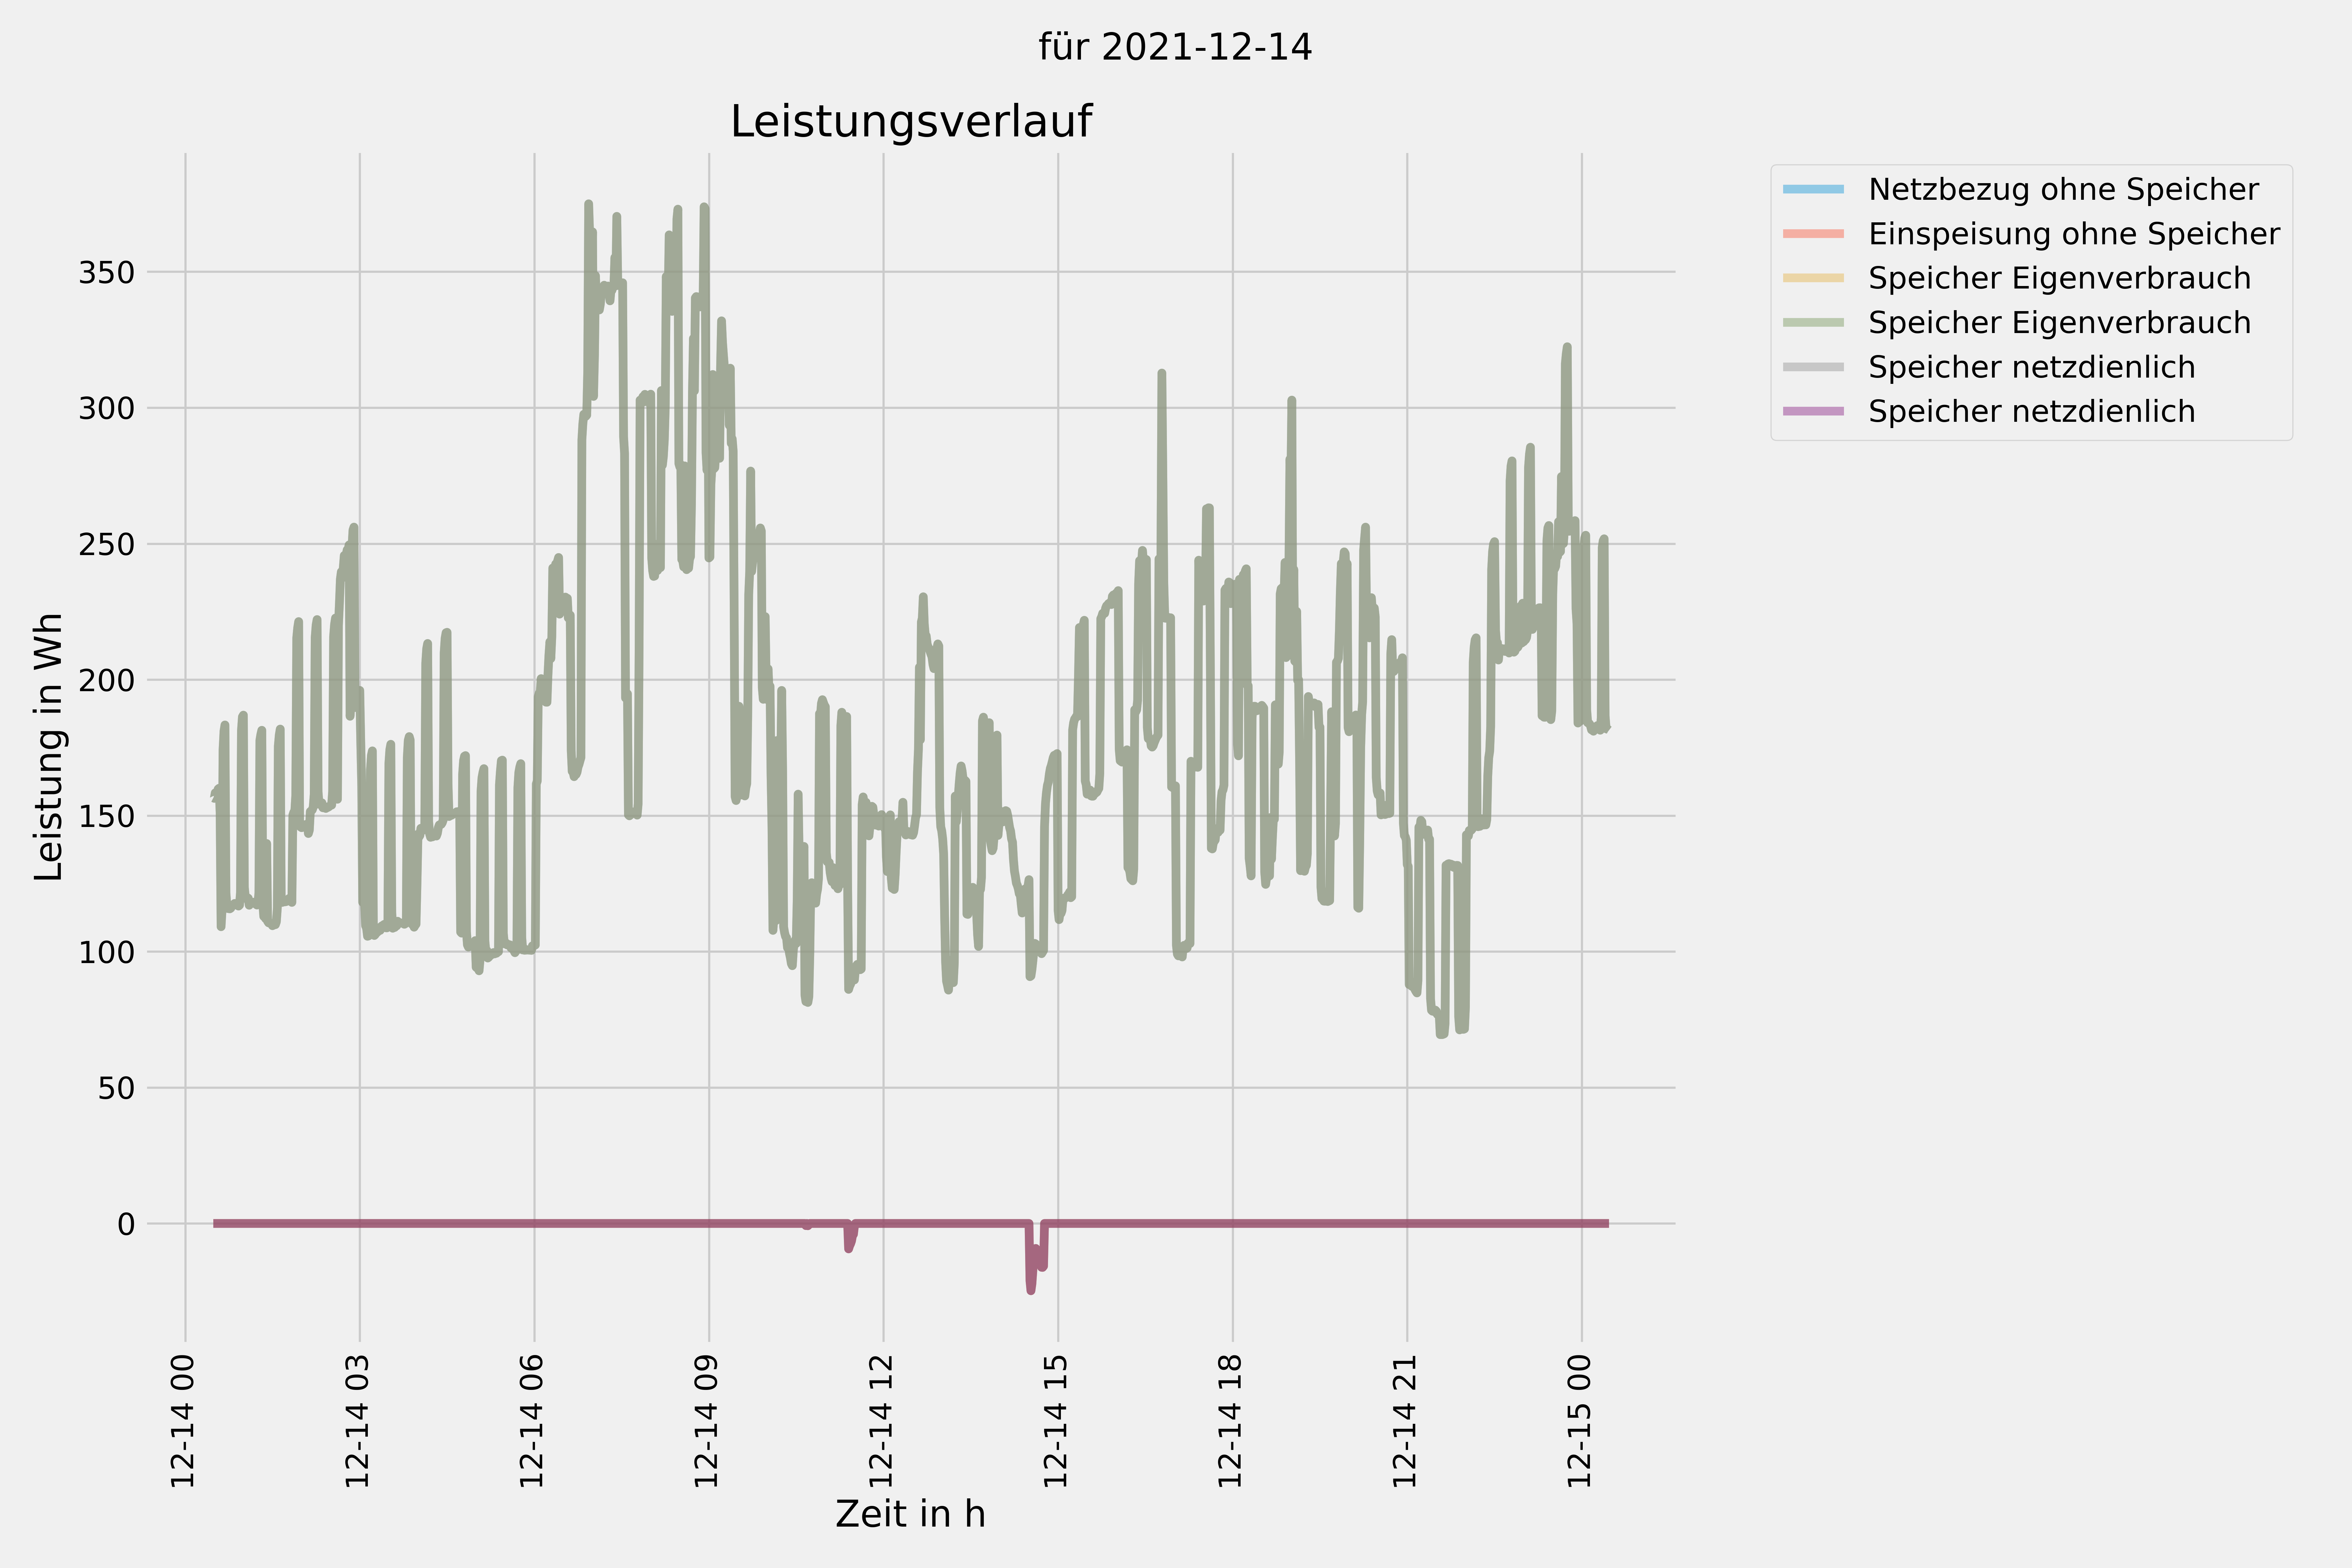 für 2021-12-14
Leistungsverlauf
Netzbezug ohne Speicher
Einspeisung ohne Speicher
Speicher Eigenverbrauch
Speicher Eigenverbrauch
Speicher netzdienlich
Speicher netzdienlich
Leistung in Wh
350
300
250
200
150
100
50
0
12-14 00
12-14 03
12-14 06
12-14 09
12-14 12
12-14 15
12-14 18
12-14 21
12-15 00
Zeit in h